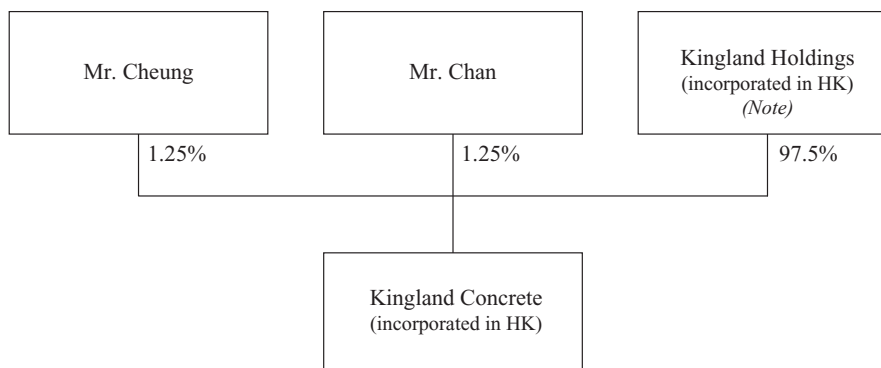 Mr. Cheung
Mr. Chan
Kingland Holdings
(incorporated in HK)
(Note)
1.25%
1.25%
97.5%
Kingland Concrete
(incorporated in HK)